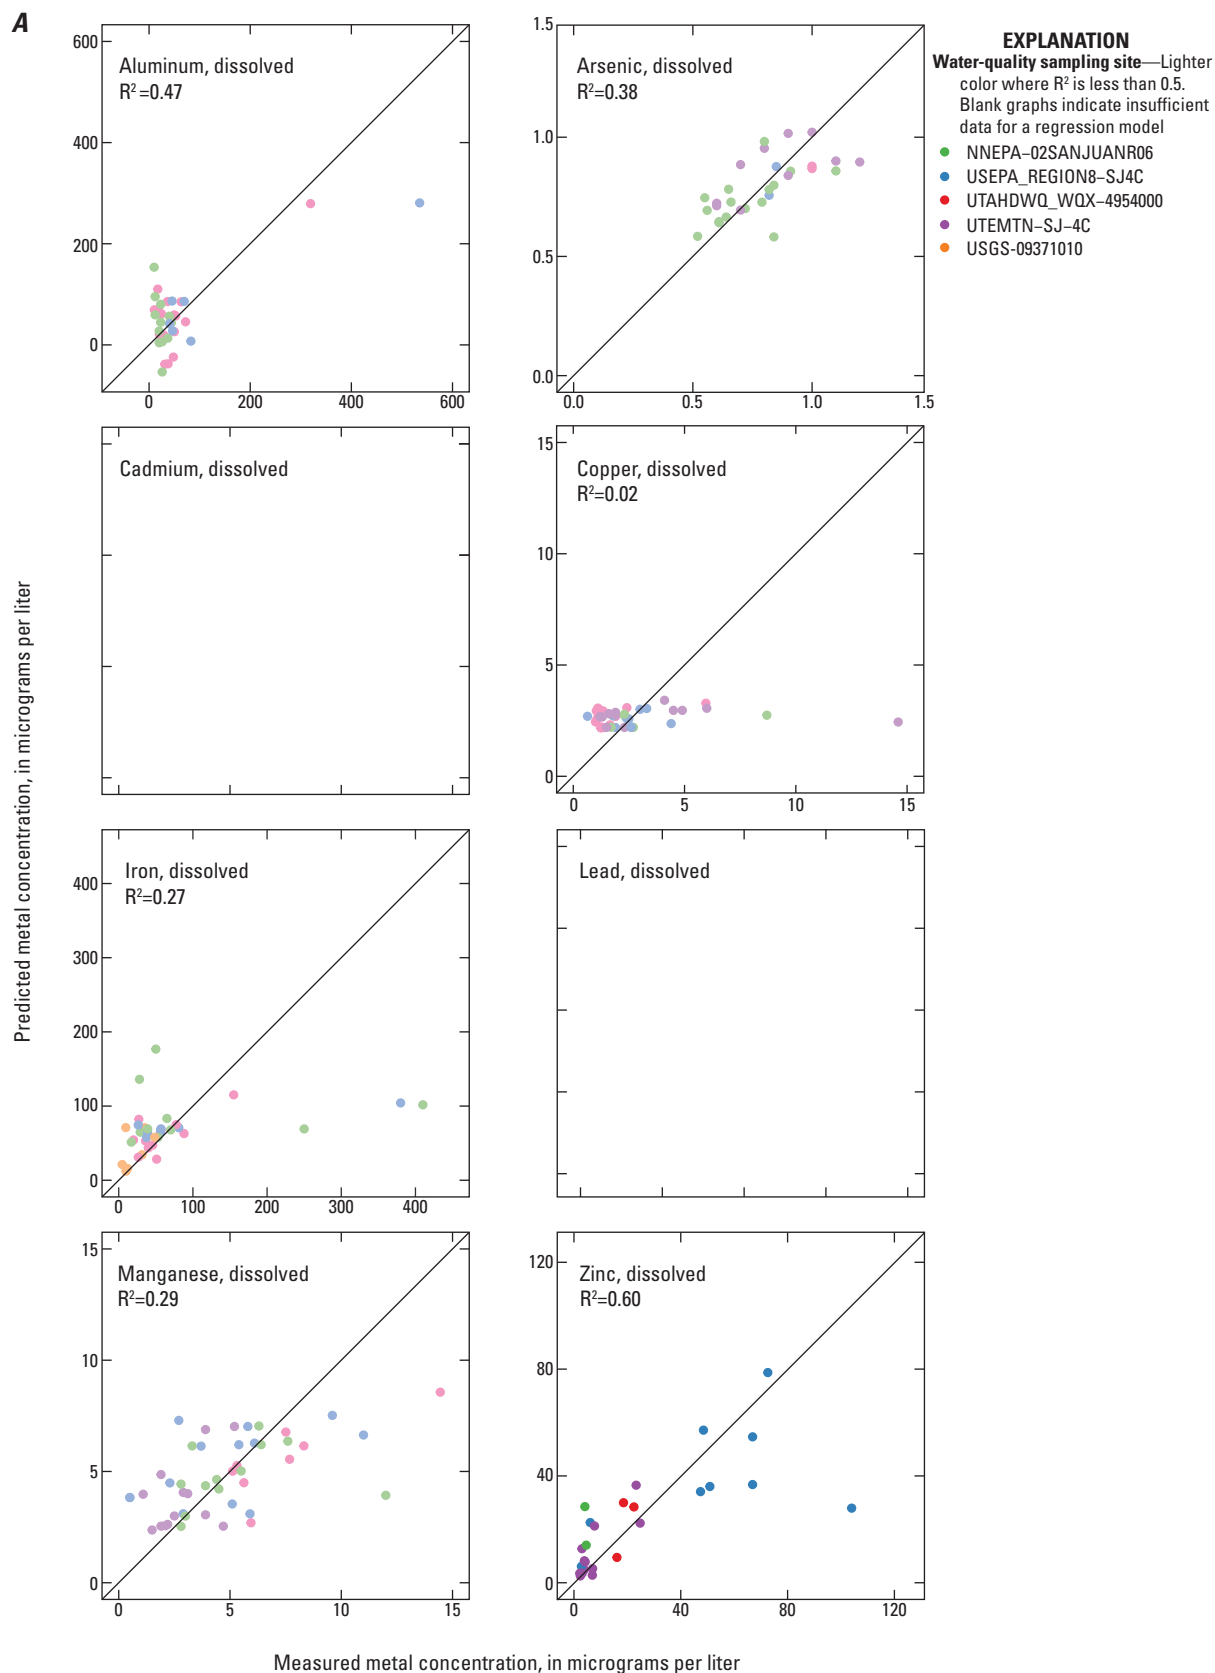 A
Aluminum, dissolved
R²=0.47
600
400
200
0
0 200 400 600
Arsenic, dissolved
R²=0.38
1.5
1.0
0.5
0.0
0.0 0.5 1.0 1.5
EXPLANATION
Water-quality sampling site—Lighter
color where R² is less than 0.5.
Blank graphs indicate insufficient
data for a regression model
NNEPA–02SANJUANR06
USEPA_REGION8–SJ4C
UTAHDWQ_WQX–4954000
UTEMTN–SJ–4C
USGS-09371010
Cadmium, dissolved
Copper, dissolved
R²=0.02
15
10
5
0
0 5 10 15
Predicted metal concentration, in micrograms per liter
Iron, dissolved
R²=0.27
400
300
200
100
0
0 100 200 300 400
Lead, dissolved
Manganese, dissolved
R²=0.29
15
10
5
0
0 5 10 15
Zinc, dissolved
R²=0.60
120
80
40
0
0 40 80 120
Measured metal concentration, in micrograms per liter